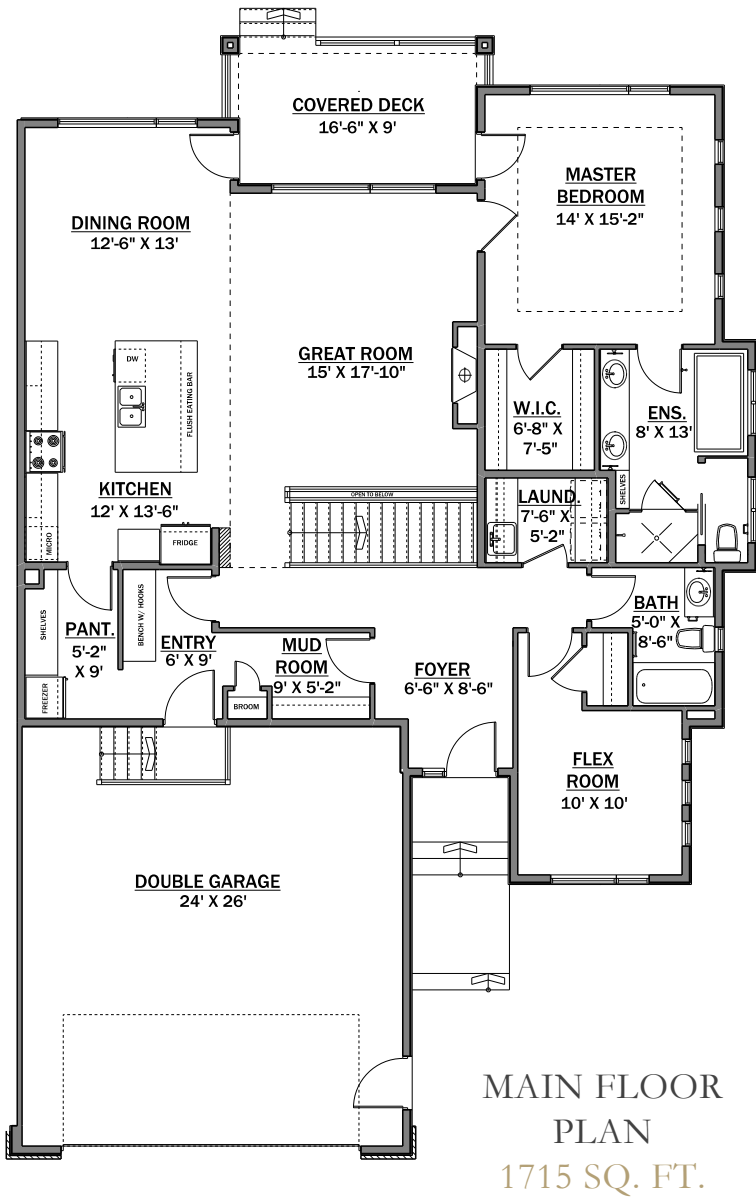 COVERED DECK
16'-6" X 9'
MASTER
BEDROOM
14' X 15'-2"
DINING ROOM
12'-6" X 13'
GREAT ROOM
15' X 17'-10"
DW
FLUSH EATING BAR
W.I.C.
6'-8" X
7'-5"
ENS.
8' X 13'
KITCHEN
12' X 13'-6"
MICRO
FRIDGE
OPEN TO BELOW
LAUND.
7'-6" X
5'-2"
SHELVES
SHELVES
PANT.
5'-2"
X 9'
FREEZER
BENCH W/ HOOKS
ENTRY
6' X 9'
BROOM
MUD
ROOM
9' X 5'-2"
FOYER
6'-6" X 8'-6"
BATH
5'-0" X
8'-6"
FLEX
ROOM
10' X 10'
DOUBLE GARAGE
24' X 26'
MAIN FLOOR
PLAN
1715 SQ. FT.